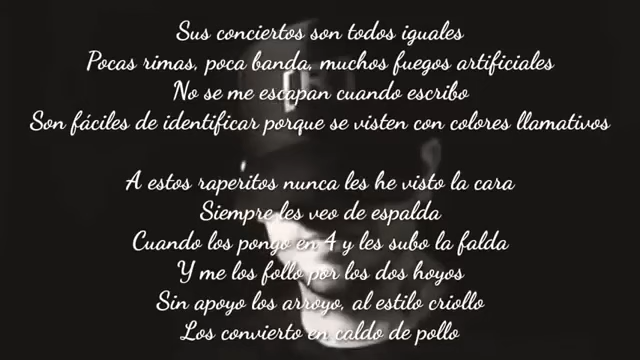 Sus conciertos son todos iguales
Pocas rimas, poca banda, muchos fuegos artificiales
No se me escapan cuando escribo
Son fáciles de identificar porque se visten con colores llamativos
A estos raperitos nunca les he visto la cara
Siempre les veo de espalda
Cuando los pongo en 4 y les subo la falda
Y me los follo por los dos hoyos
Sin apoyo los arroyo, al estilo criollo
Los convierto en caldo de pollo